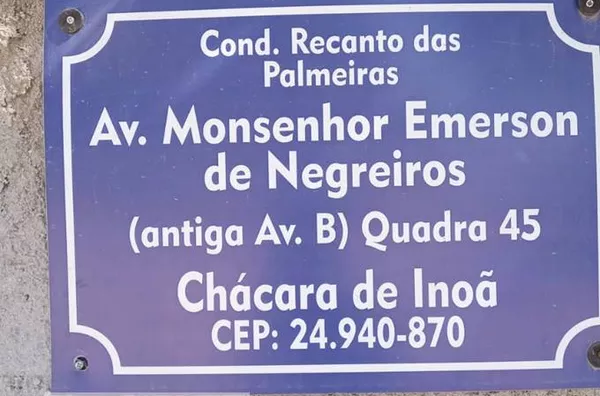 Cond. Recanto das
Palmeiras
Av. Monsenhor Emerson
de Negreiros
(antiga Av. B) Quadra 45
Chácara de Inoã
CEP: 24.940-870